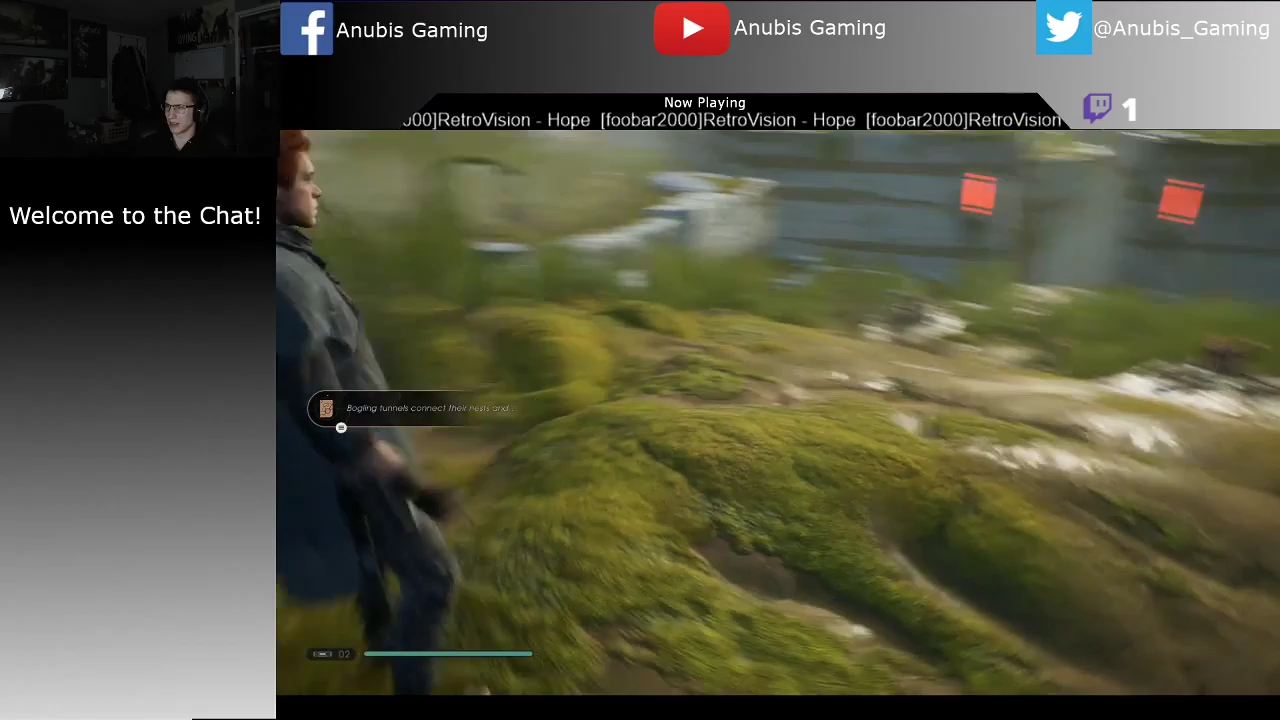 Anubis Gaming
Anubis Gaming
@Anubis_Gaming
Now Playing
1
J00]RetroVision - Hope [foobar2000]RetroVision - Hope [foobar2000]RetroVision
Welcome to the Chat!
Bogling tunnels connect their nests and...
02